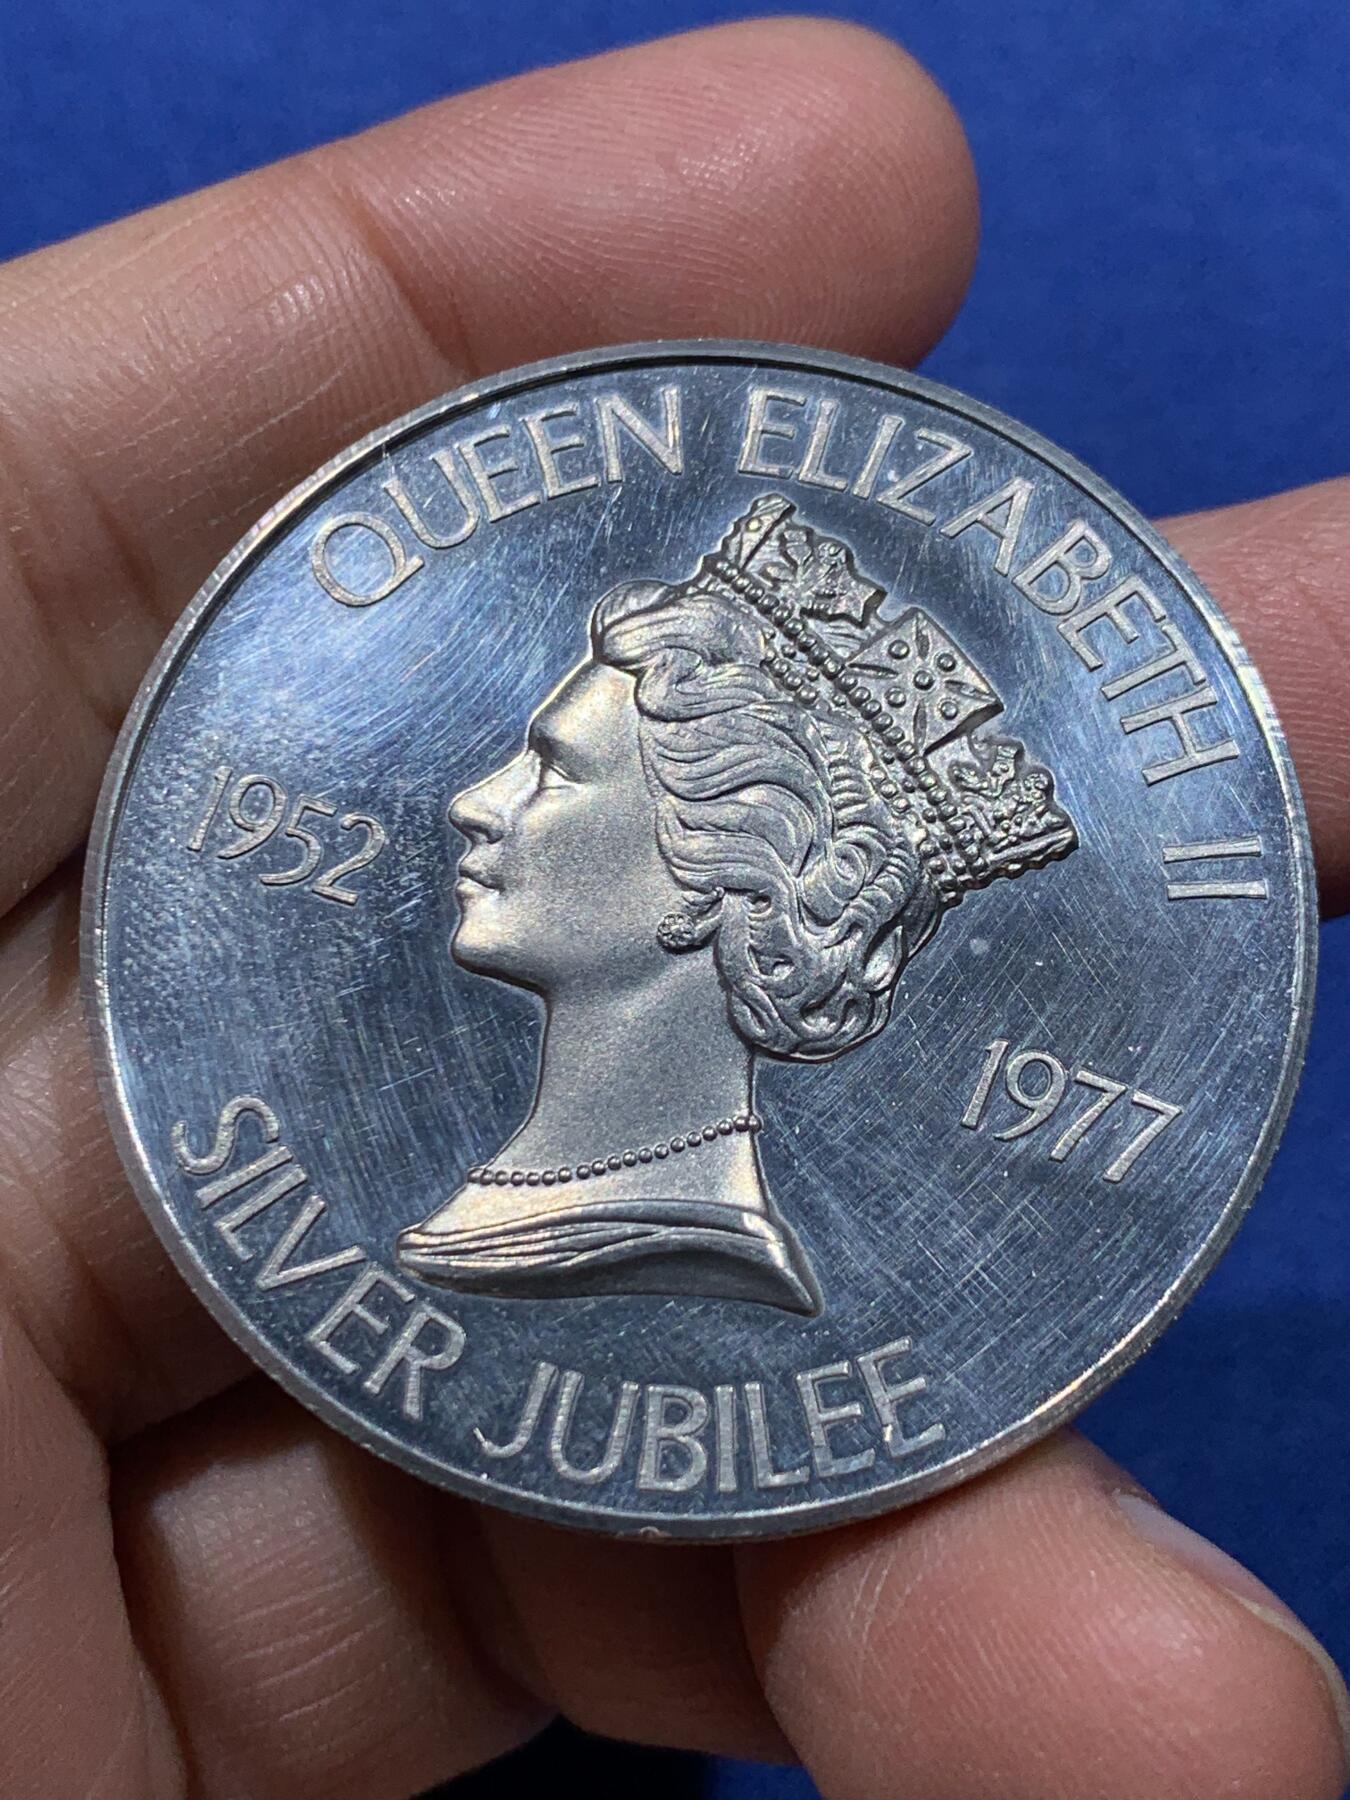 QUEEN ELIZABETH II
1952
1977
SILVER JUBILEE